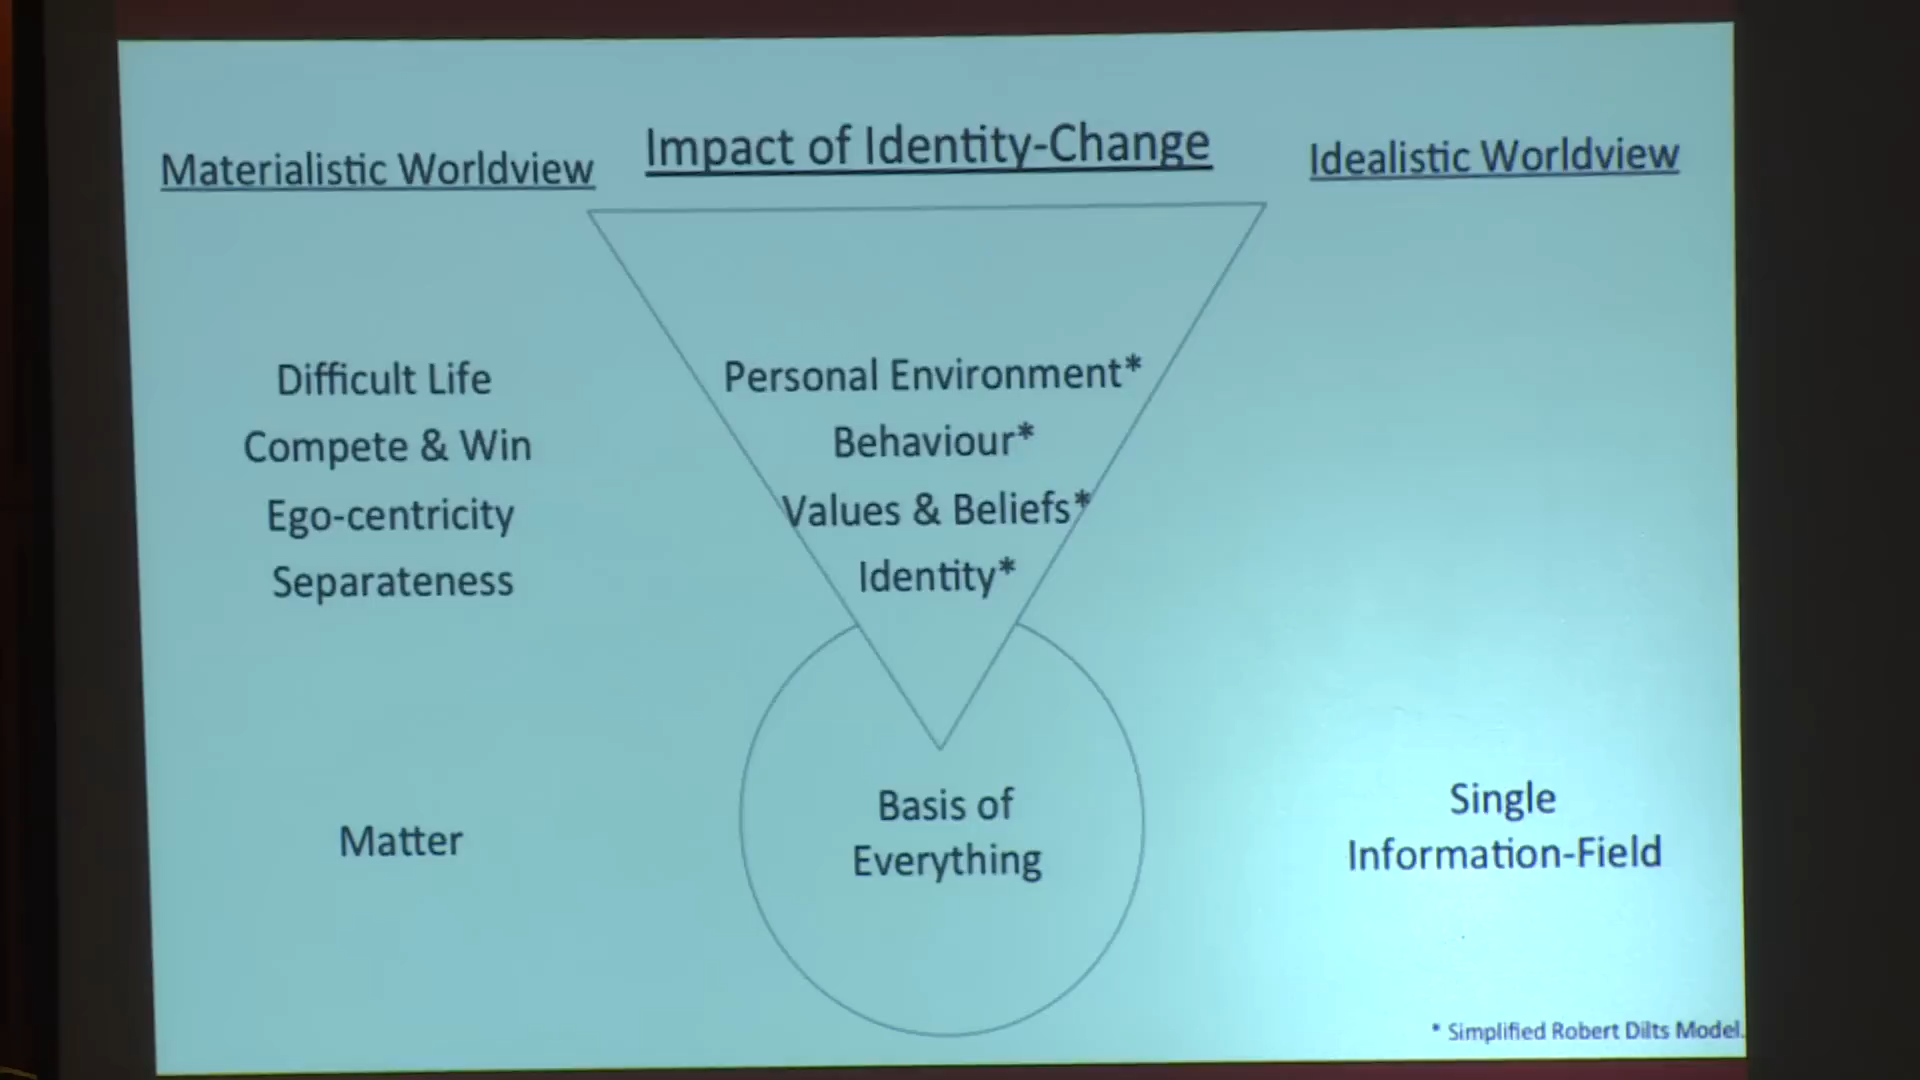 Impact of Identity-Change
Materialistic Worldview
Idealistic Worldview
Difficult Life
Personal Environment*
Compete & Win
Behaviour*
Ego-centricity
Values & Beliefs*
Separateness
Identity*
Matter
Basis of
Everything
Single
Information-Field
* Simplified Robert Dilts Model.